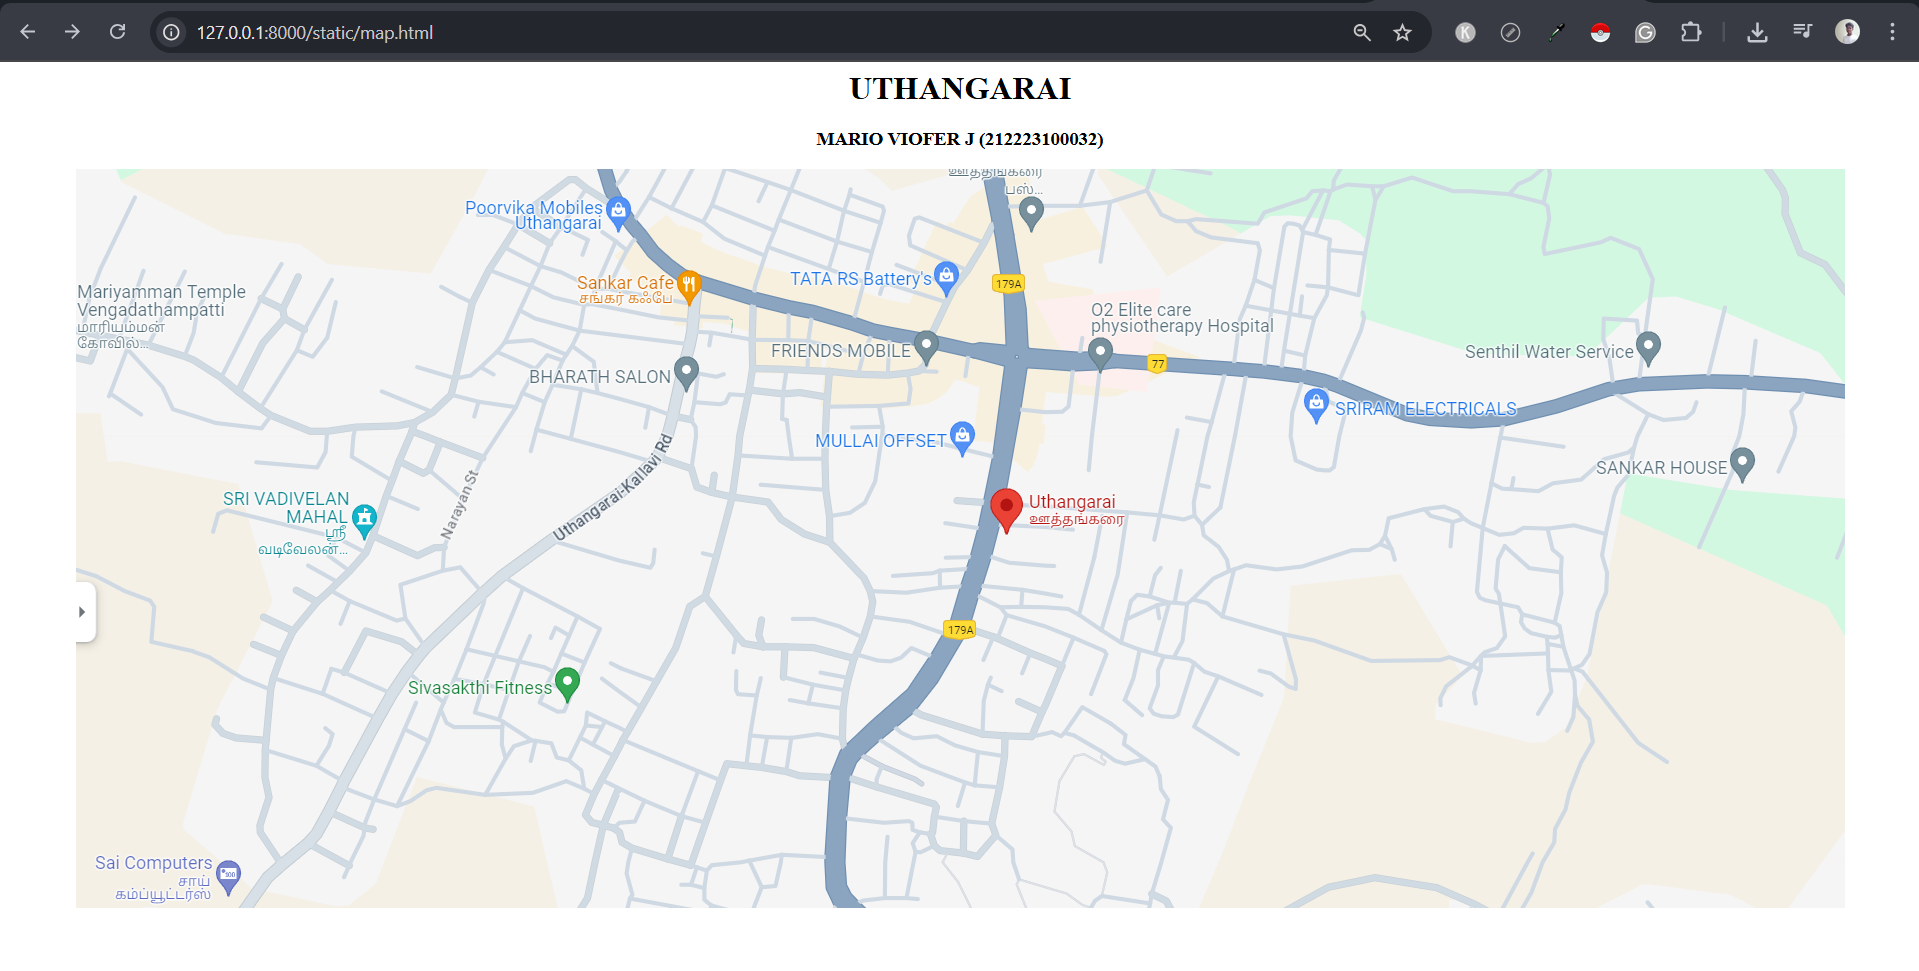 127.0.0.1:8000/static/map.html
UTHANGARAI
MARIO VIOFER J (212223100032)
ஊத்தங்கரை
பஸ்...
Poorvika Mobiles
Uthangarai
Sankar Cafe
சங்கர் கஃபே
TATA RS Battery's
179A
Mariyamman Temple
Vengadathampatti
மாரியம்மன்
கோவில்...
O2 Elite care
physiotherapy Hospital
FRIENDS MOBILE
77
Senthil Water Service
BHARATH SALON
SRIRAM ELECTRICALS
MULLAI OFFSET
SANKAR HOUSE
Narayan St
Uthangarai-Kallavi Rd
SRI VADIVELAN
MAHAL
ஸ்ரீ
வடிவேலன்...
Uthangarai
ஊத்தங்கரை
179A
Sivasakthi Fitness
Sai Computers
சாய்
கம்ப்யூட்டர்ஸ்